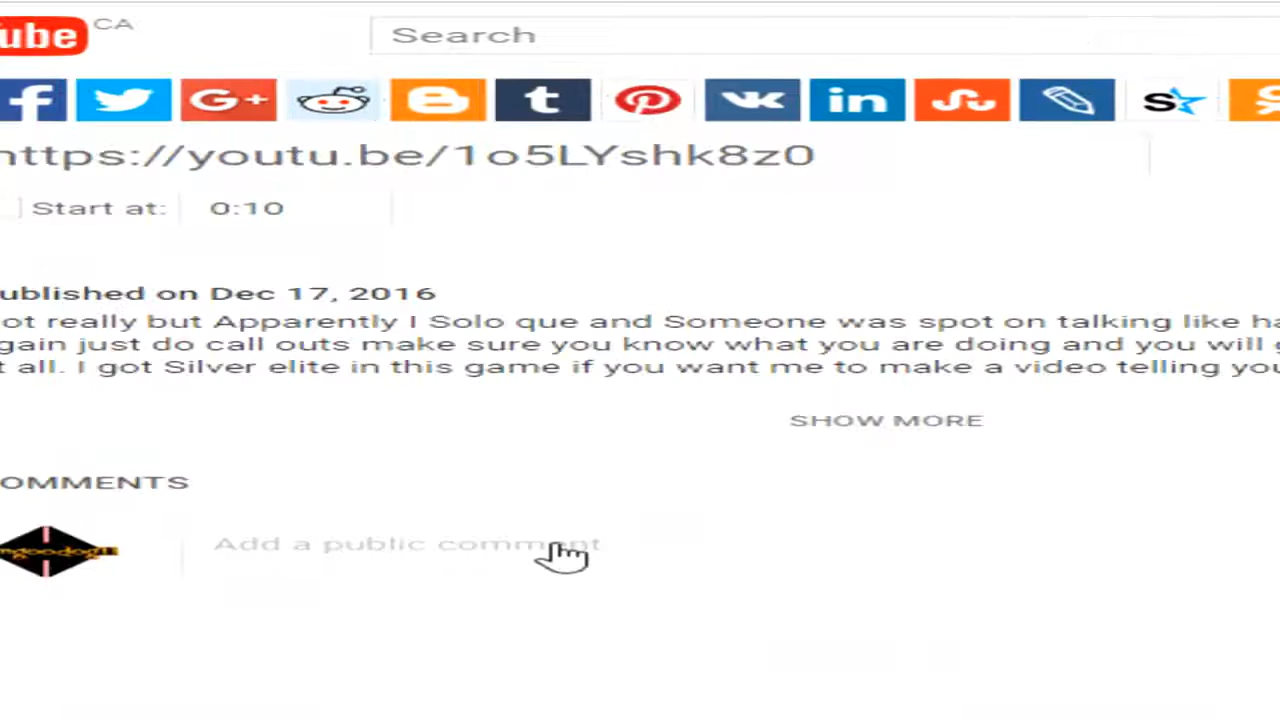 ube CA
Search
f G+ B t P VK in S
https://youtu.be/1o5LYshk8z0
Start at: 0:10
ublished on Dec 17, 2016
ot really but Apparently I Solo que and Someone was spot on talking like ha
gain just do call outs make sure you know what you are doing and you will g
t all. I got Silver elite in this game if you want me to make a video telling you
SHOW MORE
OMMENTS
Add a public comment